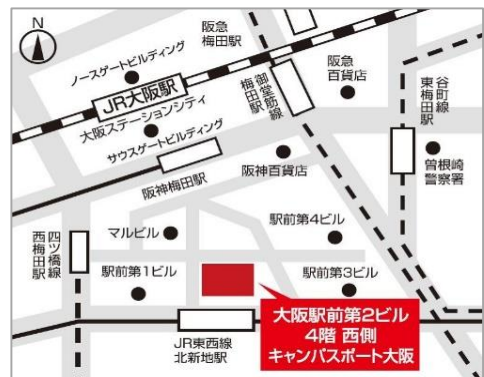 N
阪急
梅田駅
ノースゲートビルディング
JR大阪駅
大阪ステーションシティ
サウスゲートビルディング
御堂筋線
梅田駅
阪急
百貨店
谷町線
東梅田駅
曽根崎
警察署
阪神梅田駅
阪神百貨店
四ツ橋線
西梅田駅
マルビル
駅前第4ビル
駅前第1ビル
駅前第3ビル
大阪駅前第2ビル
4階 西側
キャンパスポート大阪
JR東西線
北新地駅